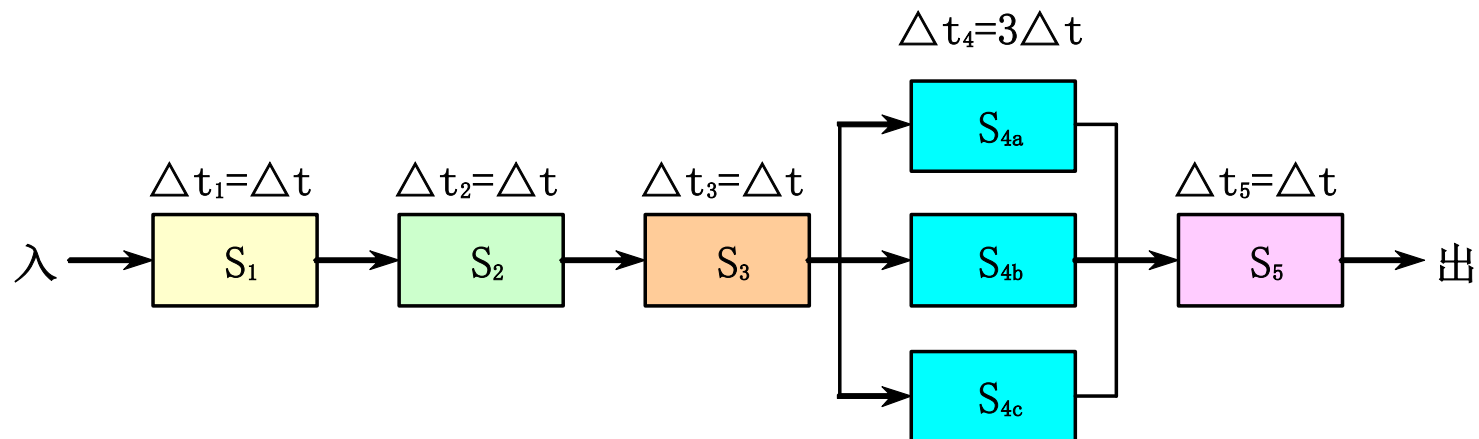 △t₄=3△t
S₄ₐ
△t₁=△t
△t₂=△t
△t₃=△t
△t₅=△t
入
S₁
S₂
S₃
S₄b
S₅
出
S₄c